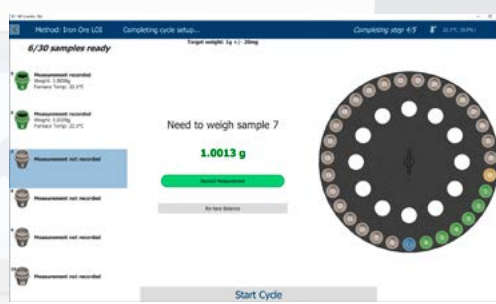 Method: Iron Ore LOI
Completing cycle setup...
Completing step 4/5
6/30 samples ready
Target weight: 1g +/- 20mg
Measurement recorded
Measurement recorded
Measurement not recorded
Measurement not recorded
Measurement not recorded
Measurement not recorded
Need to weigh sample 7
1.0013 g
Record Measurement
Re-tare Balance
Start Cycle